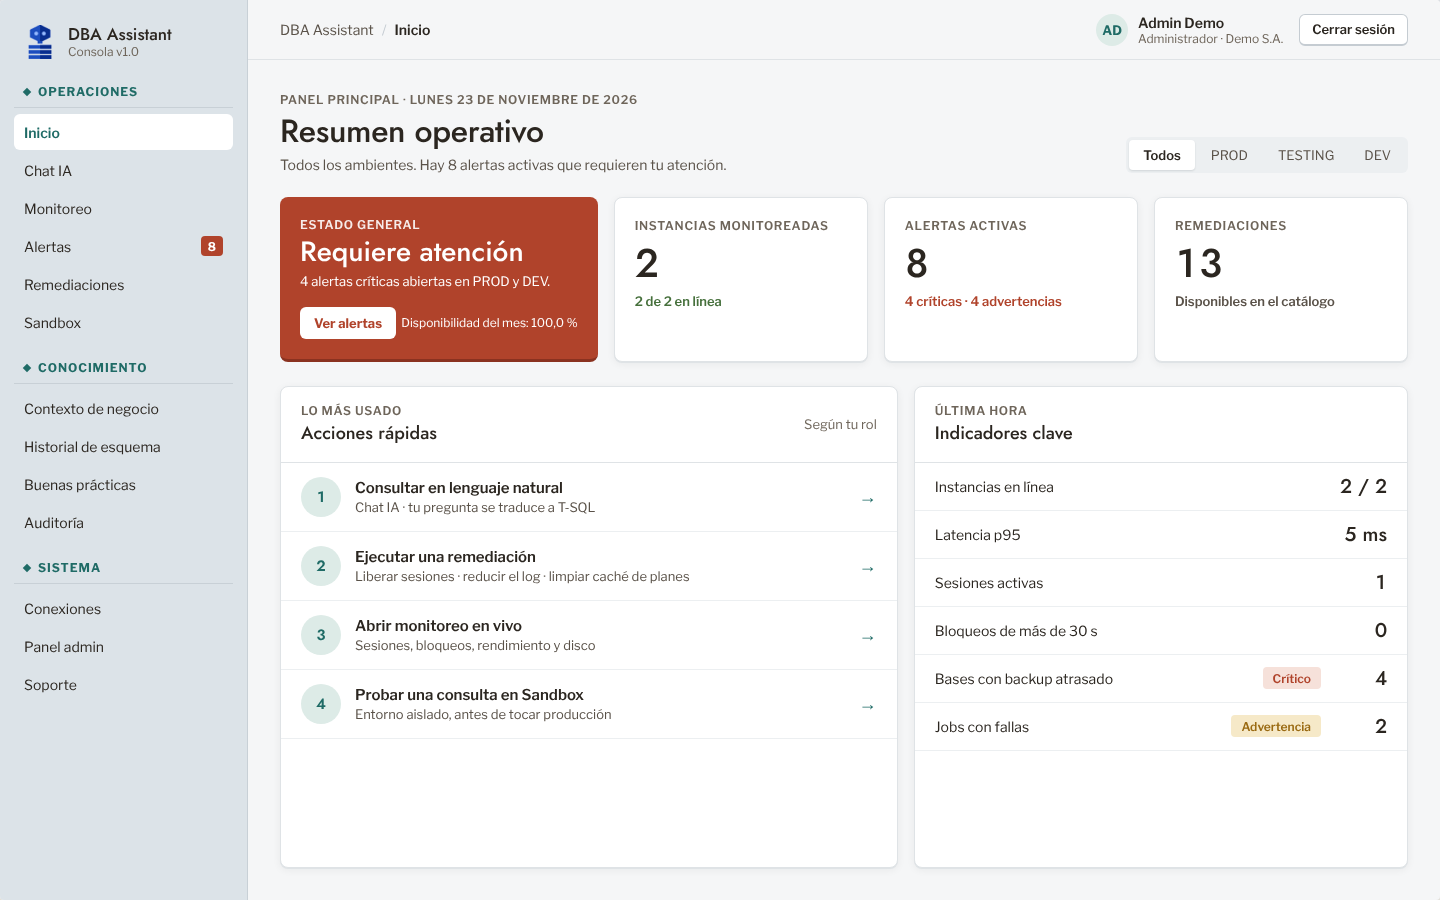 DBA Assistant
Consola v1.0
OPERACIONES
Inicio
Chat IA
Monitoreo
Alertas 8
Remediaciones
Sandbox
CONOCIMIENTO
Contexto de negocio
Historial de esquema
Buenas prácticas
Auditoría
SISTEMA
Conexiones
Panel admin
Soporte
DBA Assistant / Inicio
AD
Admin Demo
Administrador · Demo S.A.
Cerrar sesión
PANEL PRINCIPAL · LUNES 23 DE NOVIEMBRE DE 2026
Resumen operativo
Todos los ambientes. Hay 8 alertas activas que requieren tu atención.
Todos PROD TESTING DEV
ESTADO GENERAL
Requiere atención
4 alertas críticas abiertas en PROD y DEV.
Ver alertas Disponibilidad del mes: 100,0 %
INSTANCIAS MONITOREADAS
2
2 de 2 en línea
ALERTAS ACTIVAS
8
4 críticas · 4 advertencias
REMEDIACIONES
13
Disponibles en el catálogo
LO MÁS USADO
Acciones rápidas
Según tu rol
1
Consultar en lenguaje natural
Chat IA · tu pregunta se traduce a T-SQL
→
2
Ejecutar una remediación
Liberar sesiones · reducir el log · limpiar caché de planes
→
3
Abrir monitoreo en vivo
Sesiones, bloqueos, rendimiento y disco
→
4
Probar una consulta en Sandbox
Entorno aislado, antes de tocar producción
→
ÚLTIMA HORA
Indicadores clave
Instancias en línea 2 / 2
Latencia p95 5 ms
Sesiones activas 1
Bloqueos de más de 30 s 0
Bases con backup atrasado Crítico 4
Jobs con fallas Advertencia 2